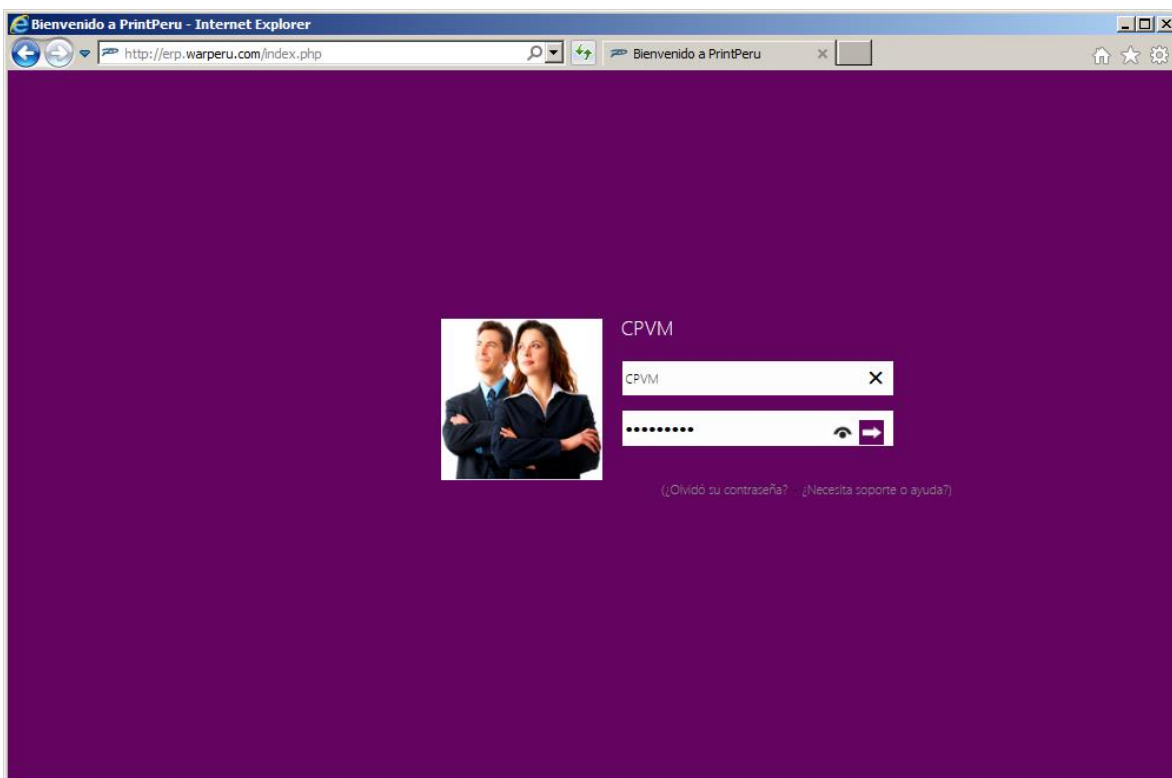 Bienvenido a PrintPeru - Internet Explorer
http://erp.warperu.com/index.php
Bienvenido a PrintPeru
CPVM
CPVM
•••••••••
(¿Olvidó su contraseña? ¿Necesita soporte o ayuda?)